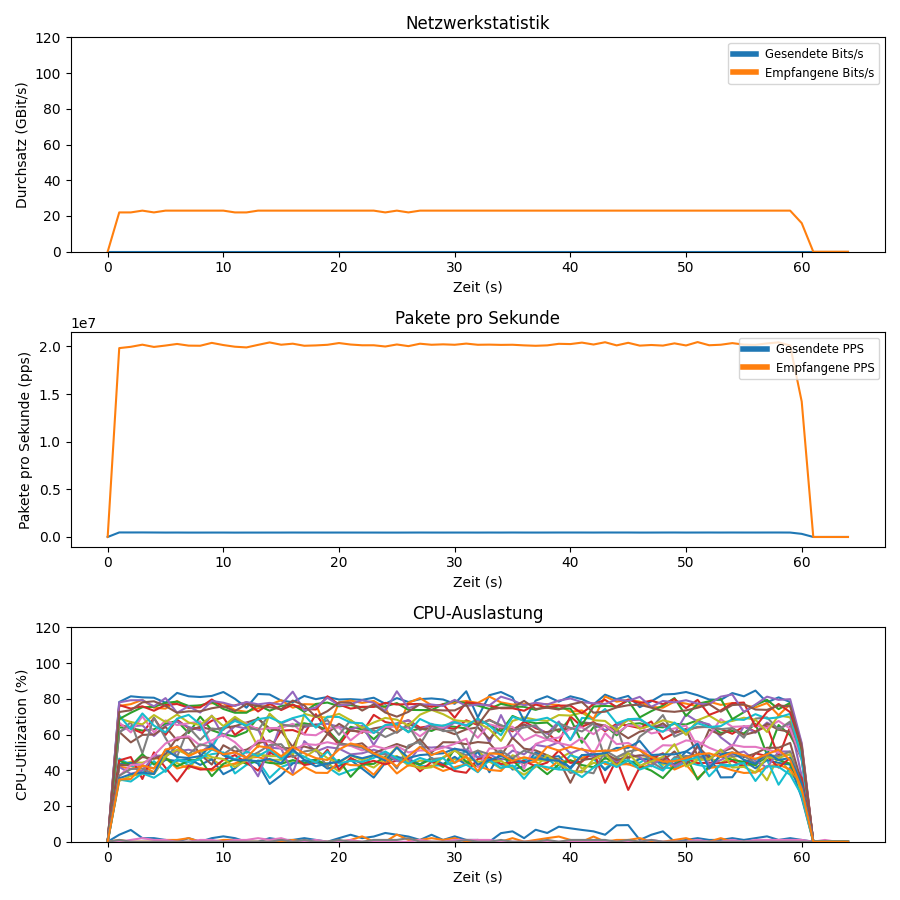 Netzwerkstatistik
120
100
80
60
40
20
0
Durchsatz (GBit/s)
Gesendete Bits/s
Empfangene Bits/s
0 10 20 30 40 50 60
Zeit (s)
Pakete pro Sekunde
1e7
2.0
1.5
1.0
0.5
0.0
Pakete pro Sekunde (pps)
Gesendete PPS
Empfangene PPS
0 10 20 30 40 50 60
Zeit (s)
CPU-Auslastung
120
100
80
60
40
20
0
CPU-Utilization (%)
0 10 20 30 40 50 60
Zeit (s)